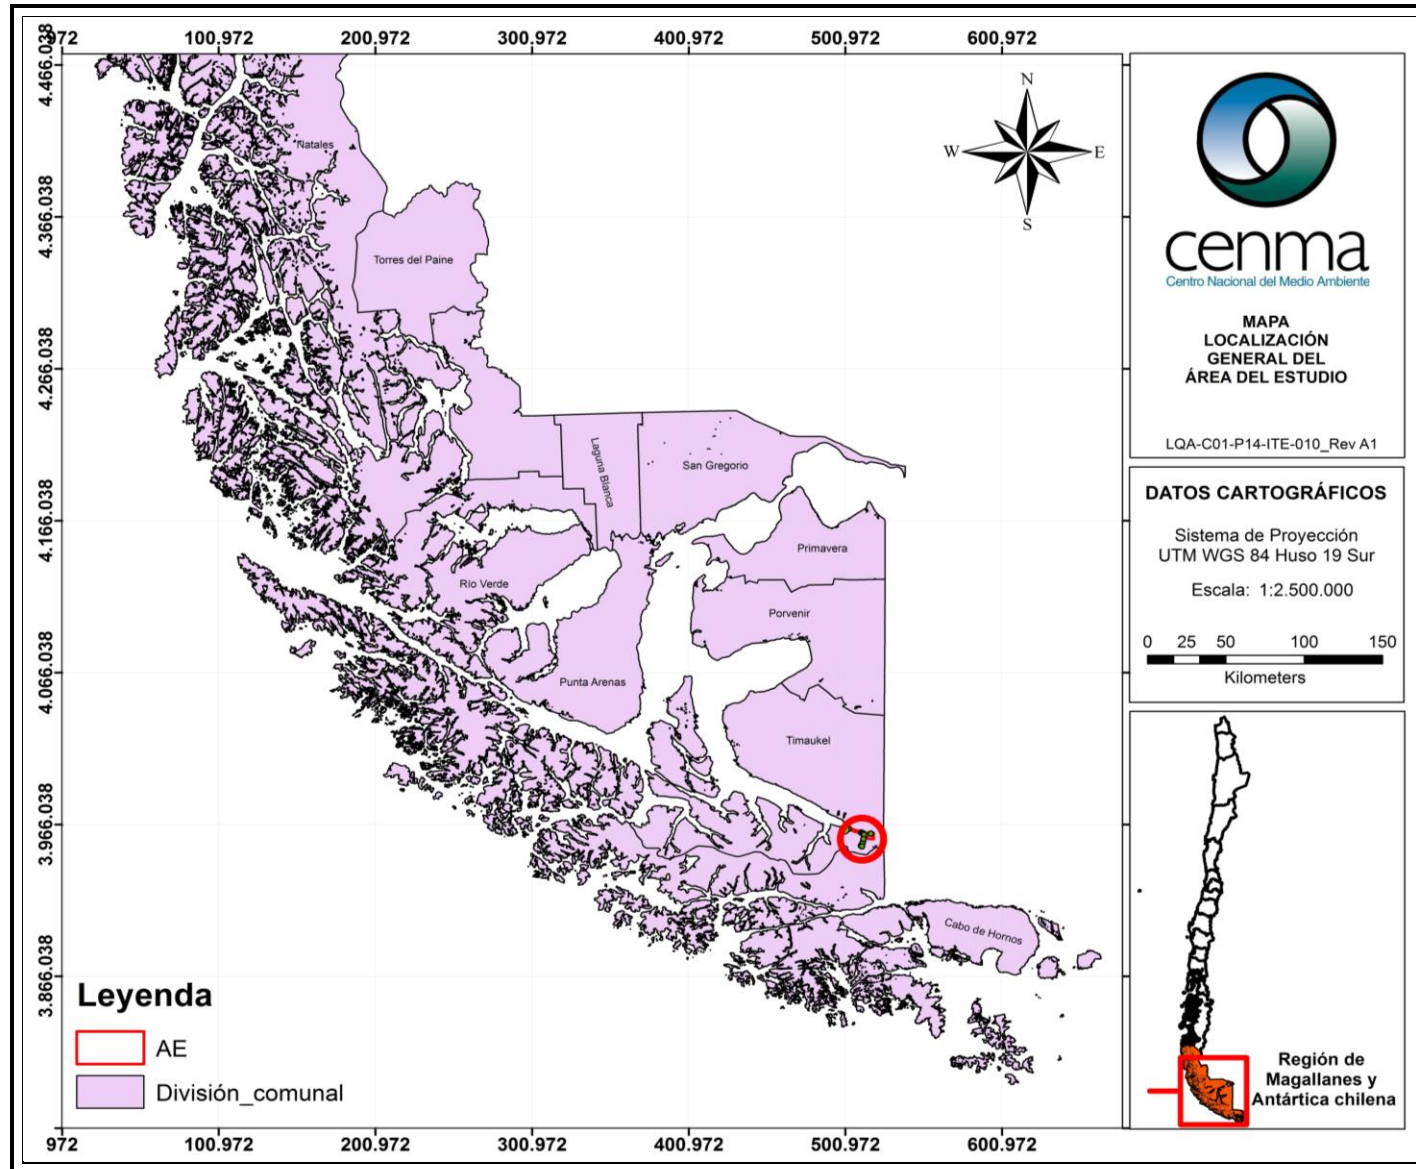 972
100.972
200.972
300.972
400.972
500.972
600.972
4.466.038
4.366.038
4.266.038
4.166.038
4.066.038
3.966.038
3.866.038
N
W
E
S
Natales
Torres del Paine
Laguna Blanca
San Gregorio
Primavera
Río Verde
Porvenir
Punta Arenas
Timaukel
Cabo de Hornos
Leyenda
AE
División_comunal
972
100.972
200.972
300.972
400.972
500.972
600.972
cenma
Centro Nacional del Medio Ambiente
MAPA
LOCALIZACIÓN
GENERAL DEL
ÁREA DEL ESTUDIO
LQA-C01-P14-ITE-010_Rev A1
DATOS CARTOGRÁFICOS
Sistema de Proyección
UTM WGS 84 Huso 19 Sur
Escala: 1:2.500.000
0 25 50 100 150
Kilometers
Región de
Magallanes y
Antártica chilena